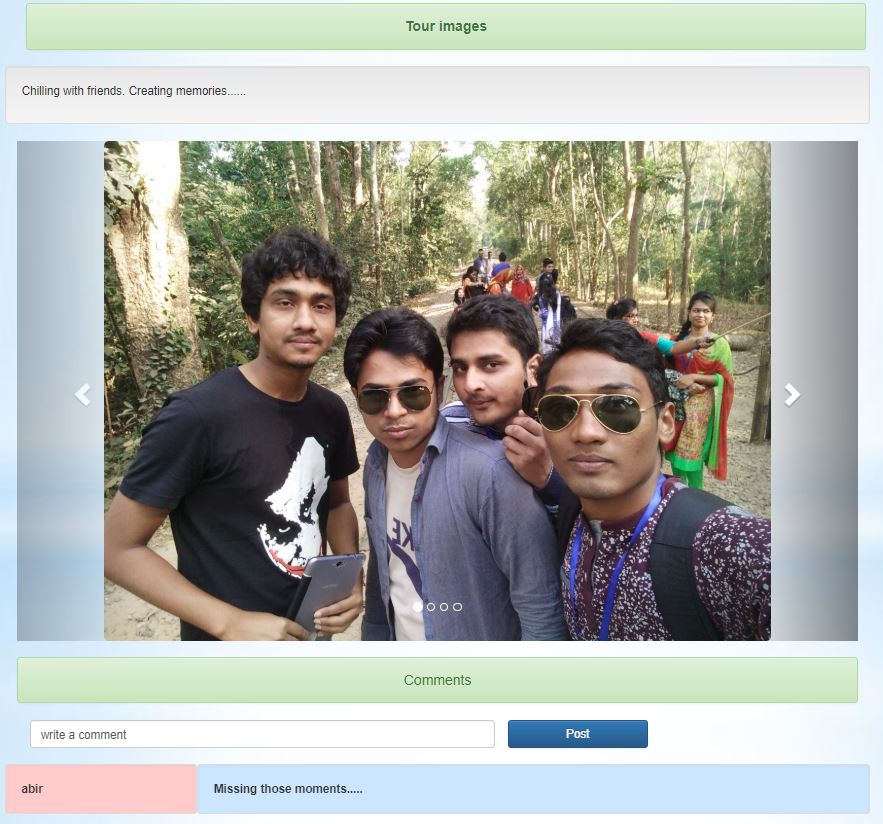 Tour images
Chilling with friends. Creating memories......
Comments
write a comment
Post
abir
Missing those moments.....